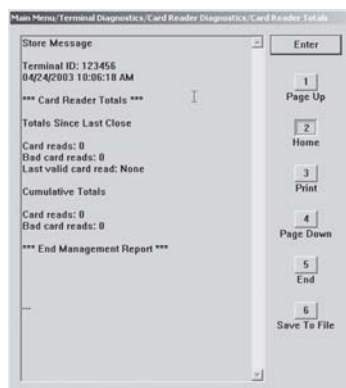 Main Menu/Terminal Diagnostics/Card Reader Diagnostics/Card Reader Totals
Store Message
Terminal ID: 123456
04/24/2003 10:06:18 AM
*** Card Reader Totals ***
Totals Since Last Close
Card reads: 0
Bad card reads: 0
Last valid card read: None
Cumulative Totals
Card reads: 0
Bad card reads: 0
*** End Management Report ***
...
Enter
1
Page Up
2
Home
3
Print
4
Page Down
5
End
6
Save To File